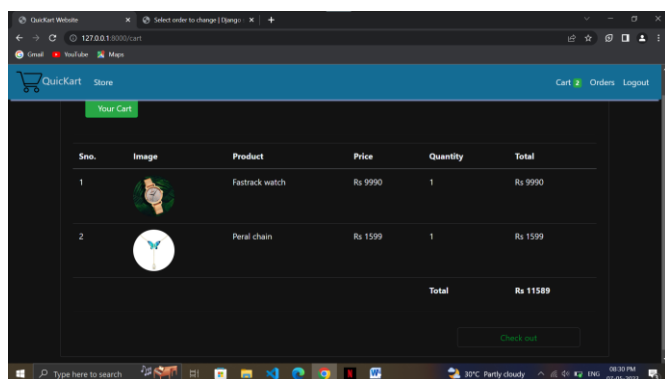 QuicKart Website
Select order to change | Django
127.0.0.1:8000/cart
Gmail YouTube Maps
QuicKart Store Cart 2 Orders Logout
Your Cart
Sno. Image Product Price Quantity Total
1 Fastrack watch Rs 9990 1 Rs 9990
2 Peral chain Rs 1599 1 Rs 1599
Total Rs 11589
Check out
Type here to search 30°C Partly cloudy ENG 08:30 PM